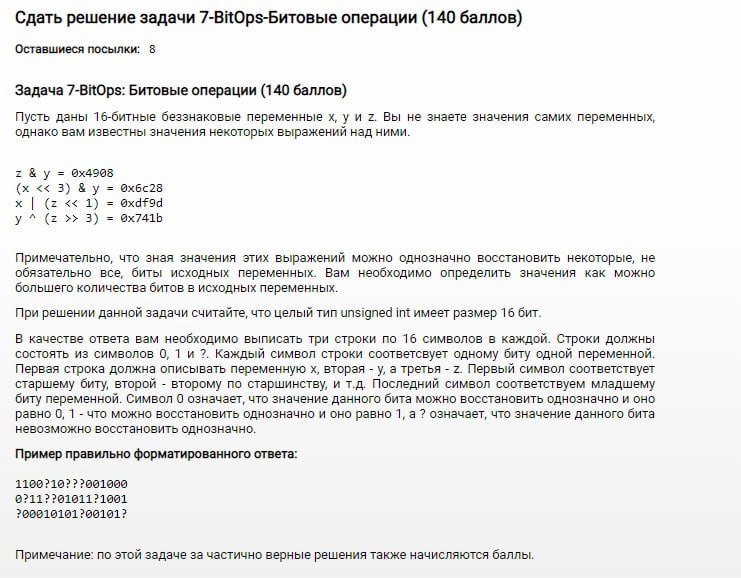 Сдать решение задачи 7-BitOps-Битовые операции (140 баллов)
Оставшиеся посылки: 8
Задача 7-BitOps: Битовые операции (140 баллов)
Пусть даны 16-битные беззнаковые переменные x, y и z. Вы не знаете значения самих переменных,
однако вам известны значения некоторых выражений над ними.
z & y = 0x4908
(x << 3) & y = 0x6c28
x | (z << 1) = 0xdf9d
y ^ (z >> 3) = 0x741b
Примечательно, что зная значения этих выражений можно однозначно восстановить некоторые, не
обязательно все, биты исходных переменных. Вам необходимо определить значения как можно
большего количества битов в исходных переменных.
При решении данной задачи считайте, что целый тип unsigned int имеет размер 16 бит.
В качестве ответа вам необходимо выписать три строки по 16 символов в каждой. Строки должны
состоять из символов 0, 1 и ?. Каждый символ строки соответсвует одному биту одной переменной.
Первая строка должна описывать переменную x, вторая - y, а третья - z. Первый символ соответствует
старшему биту, второй - второму по старшинству, и т.д. Последний символ соответствуем младшему
биту переменной. Символ 0 означает, что значение данного бита можно восстановить однозначно и оно
равно 0, 1 - что можно восстановить однозначно и оно равно 1, а ? означает, что значение данного бита
невозможно восстановить однозначно.
Пример правильно форматированного ответа:
1100?10???001000
0?11??01011?1001
?00010101?00101?
Примечание: по этой задаче за частично верные решения также начисляются баллы.